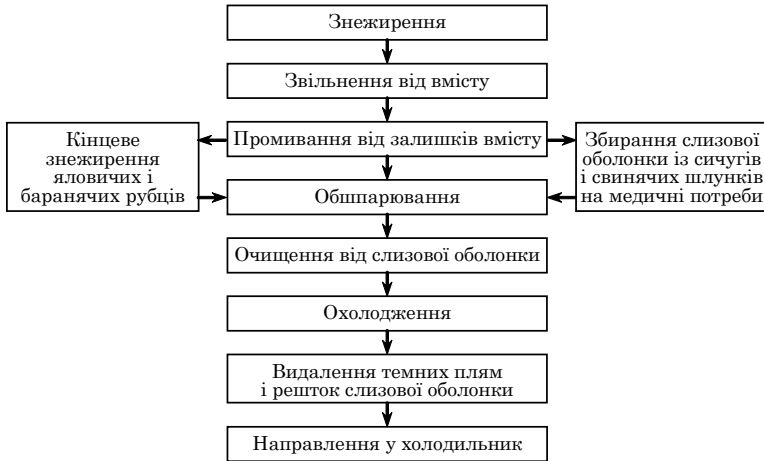 Знежирення
Звільнення від вмісту
Промивання від залишків вмісту
Кінцеве
знежирення
яловичих і
баранячих рубців
Збирання слизової
оболонки із сичугів
і свинячих шлунків
на медичні потреби
Обшпарювання
Очищення від слизової оболонки
Охолодження
Видалення темних плям
і решток слизової оболонки
Направлення у холодильник